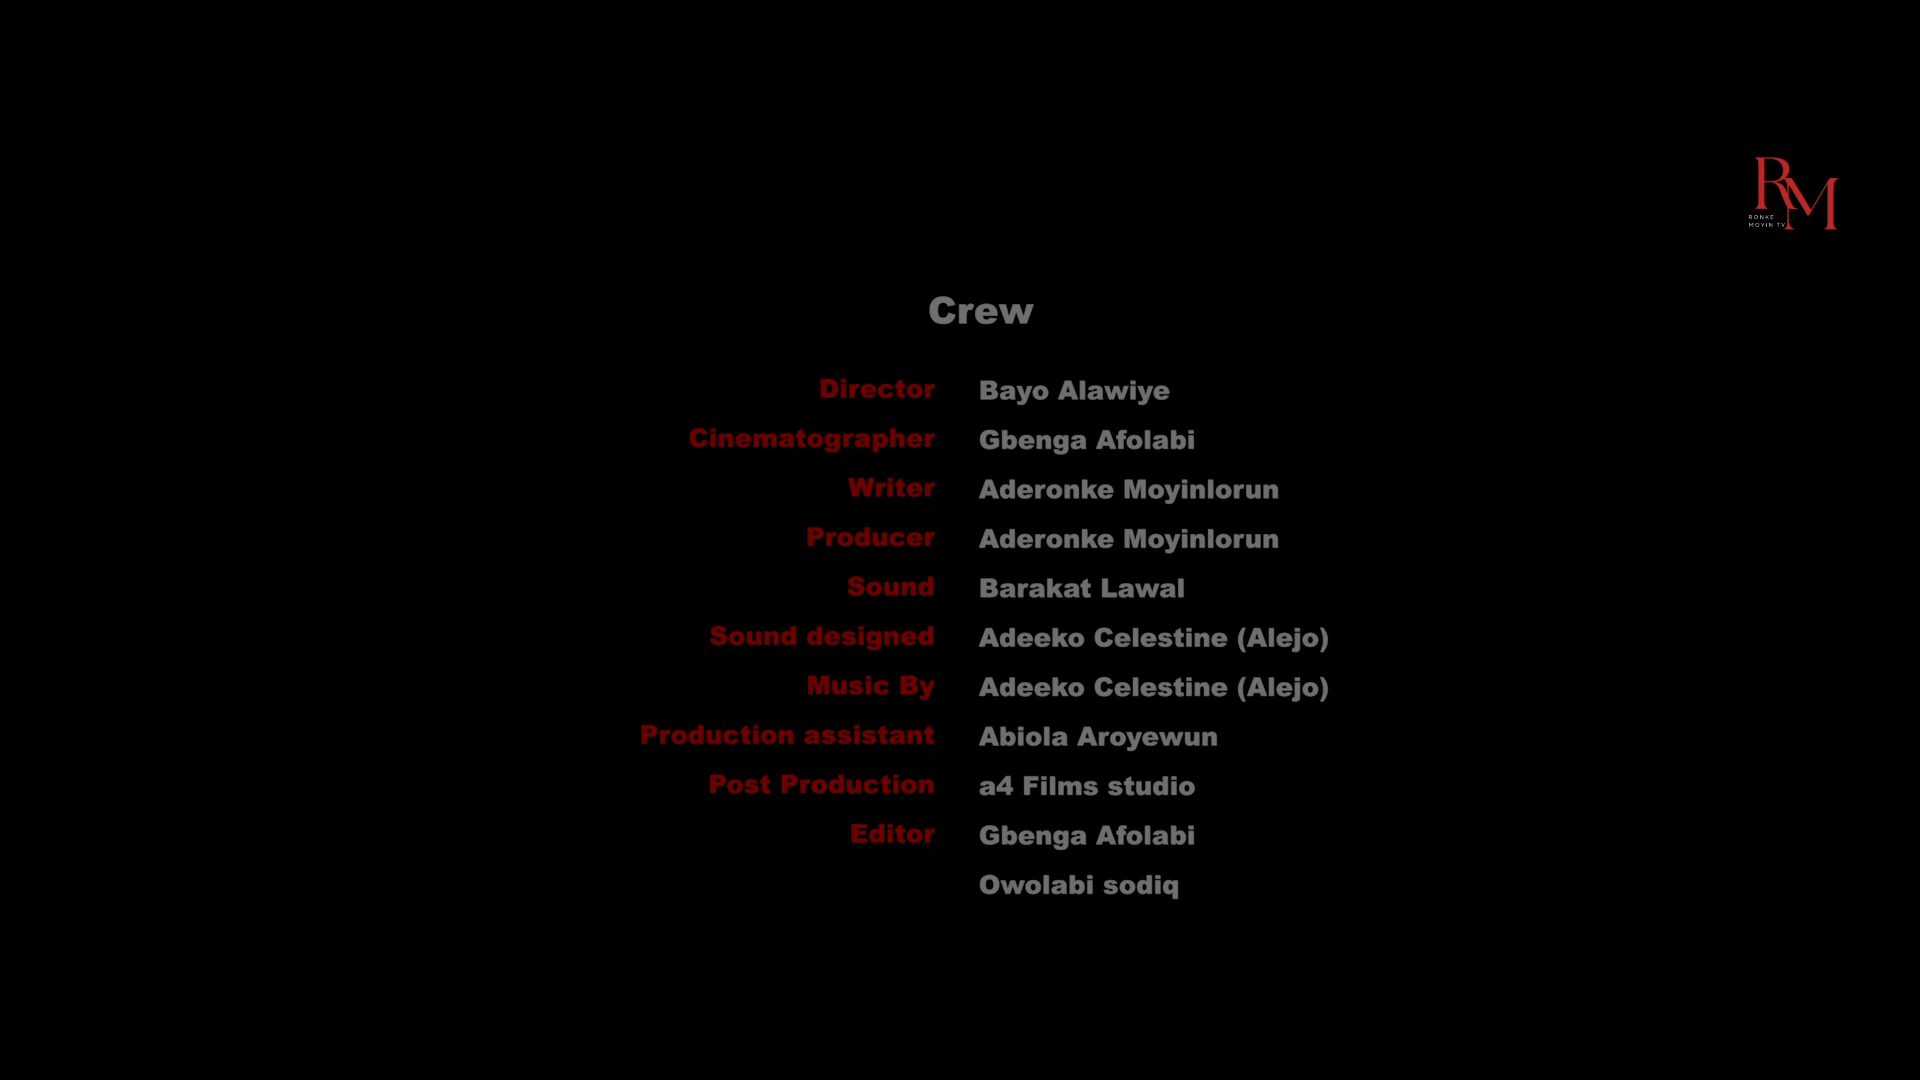 RM
RONKE
MOYIN TV
Crew
Director Bayo Alawiye
Cinematographer Gbenga Afolabi
Writer Aderonke Moyinlorun
Producer Aderonke Moyinlorun
Sound Barakat Lawal
Sound designed Adeeko Celestine (Alejo)
Music By Adeeko Celestine (Alejo)
Production assistant Abiola Aroyewun
Post Production a4 Films studio
Editor Gbenga Afolabi
Owolabi sodiq